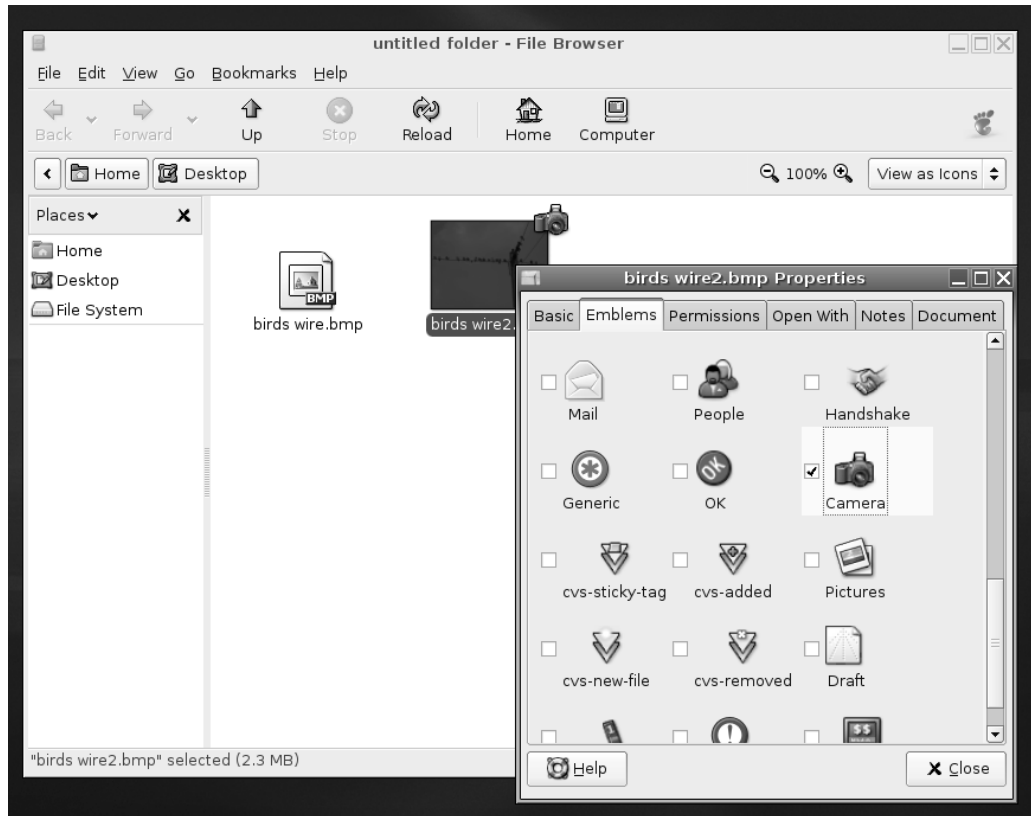 untitled folder - File Browser
File Edit View Go Bookmarks Help
Back Forward Up Stop Reload Home Computer
Home Desktop 100% View as Icons
Places
Home
Desktop
File System
BMP
birds wire.bmp
birds wire2.
birds wire2.bmp Properties
Basic Emblems Permissions Open With Notes Document
Mail People Handshake
OK
Generic OK Camera
cvs-sticky-tag cvs-added Pictures
cvs-new-file cvs-removed Draft
$$
"birds wire2.bmp" selected (2.3 MB)
Help Close